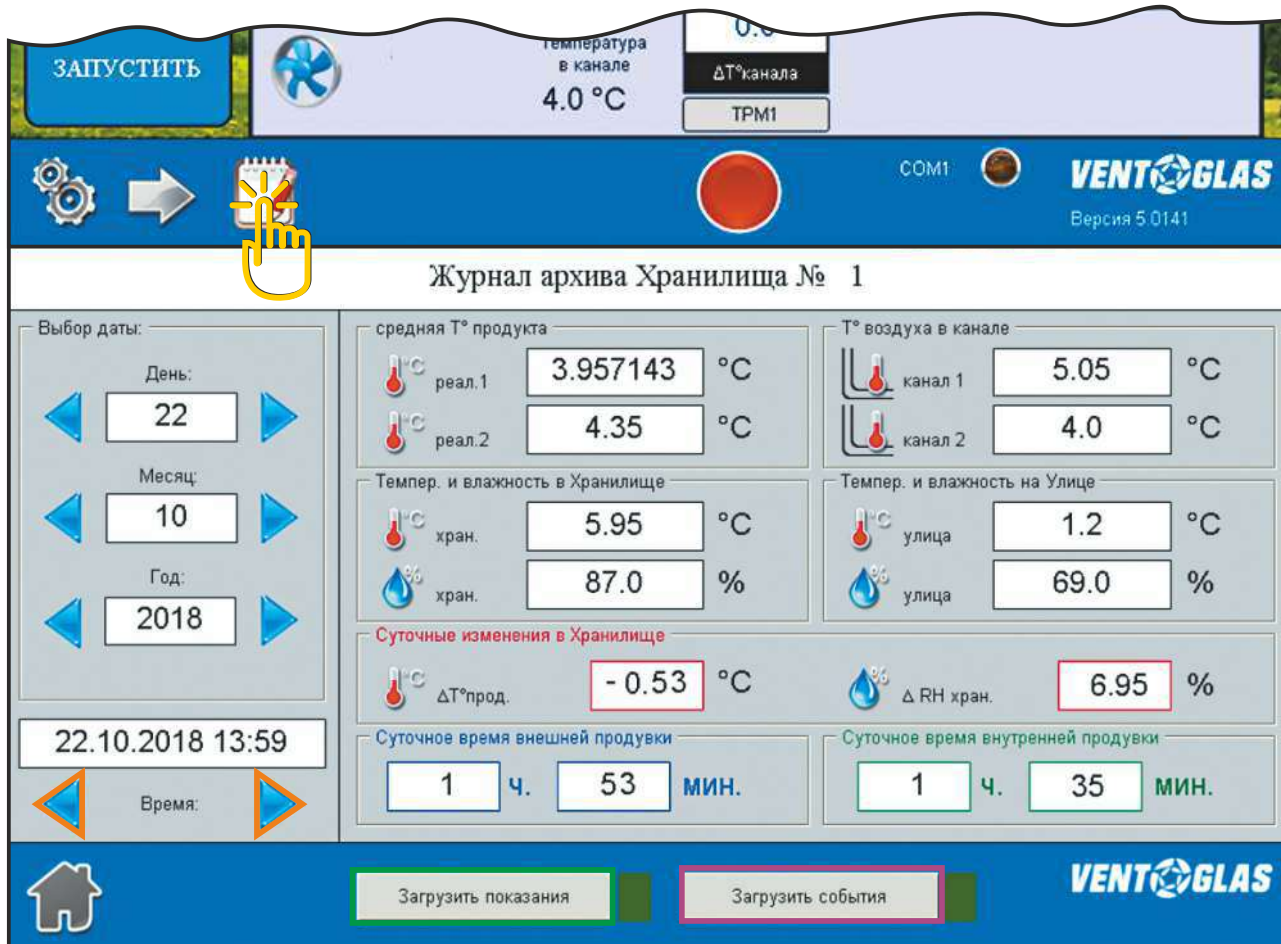 ЗАПУСТИТЬ
Температура
в канале
4.0 °C
0.0
ΔT°канала
ТРМ1
COM1
VENTOGLAS
Версия 5.0141
Журнал архива Хранилища № 1
Выбор даты:
День:
22
Месяц:
10
Год:
2018
22.10.2018 13:59
Время:
средняя T° продукта
°C реал.1 3.957143 °C
°C реал.2 4.35 °C
T° воздуха в канале
канал 1 5.05 °C
канал 2 4.0 °C
Темпер. и влажность в Хранилище
°C хран. 5.95 °C
% хран. 87.0 %
Темпер. и влажность на Улице
°C улица 1.2 °C
% улица 69.0 %
Суточные изменения в Хранилище
°C ΔT°прод. - 0.53 °C
% Δ RH хран. 6.95 %
Суточное время внешней продувки
1 ч. 53 мин.
Суточное время внутренней продувки
1 ч. 35 мин.
Загрузить показания
Загрузить события
VENTOGLAS